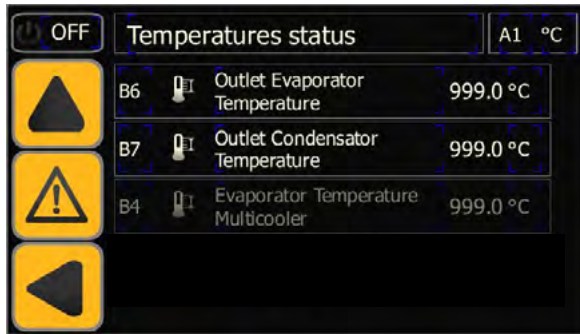 OFF Temperatures status A1 °C
B6 Outlet Evaporator Temperature 999.0 °C
B7 Outlet Condensator Temperature 999.0 °C
B4 Evaporator Temperature Multicooler 999.0 °C